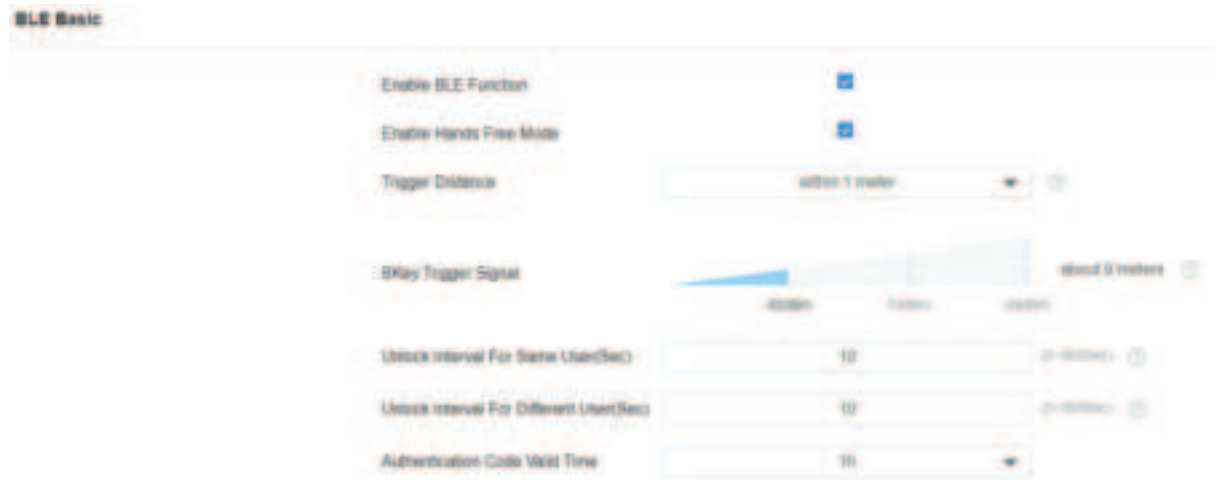 BLE Basic
Enable BLE Function
Enable Hands Free Mode
Trigger Distance within 1 meter
BKey Trigger Signal about meters
Unlock Interval For Same User(Sec) 10
Unlock Interval For Different User(Sec) 10
Authentication Code Valid Time 1h